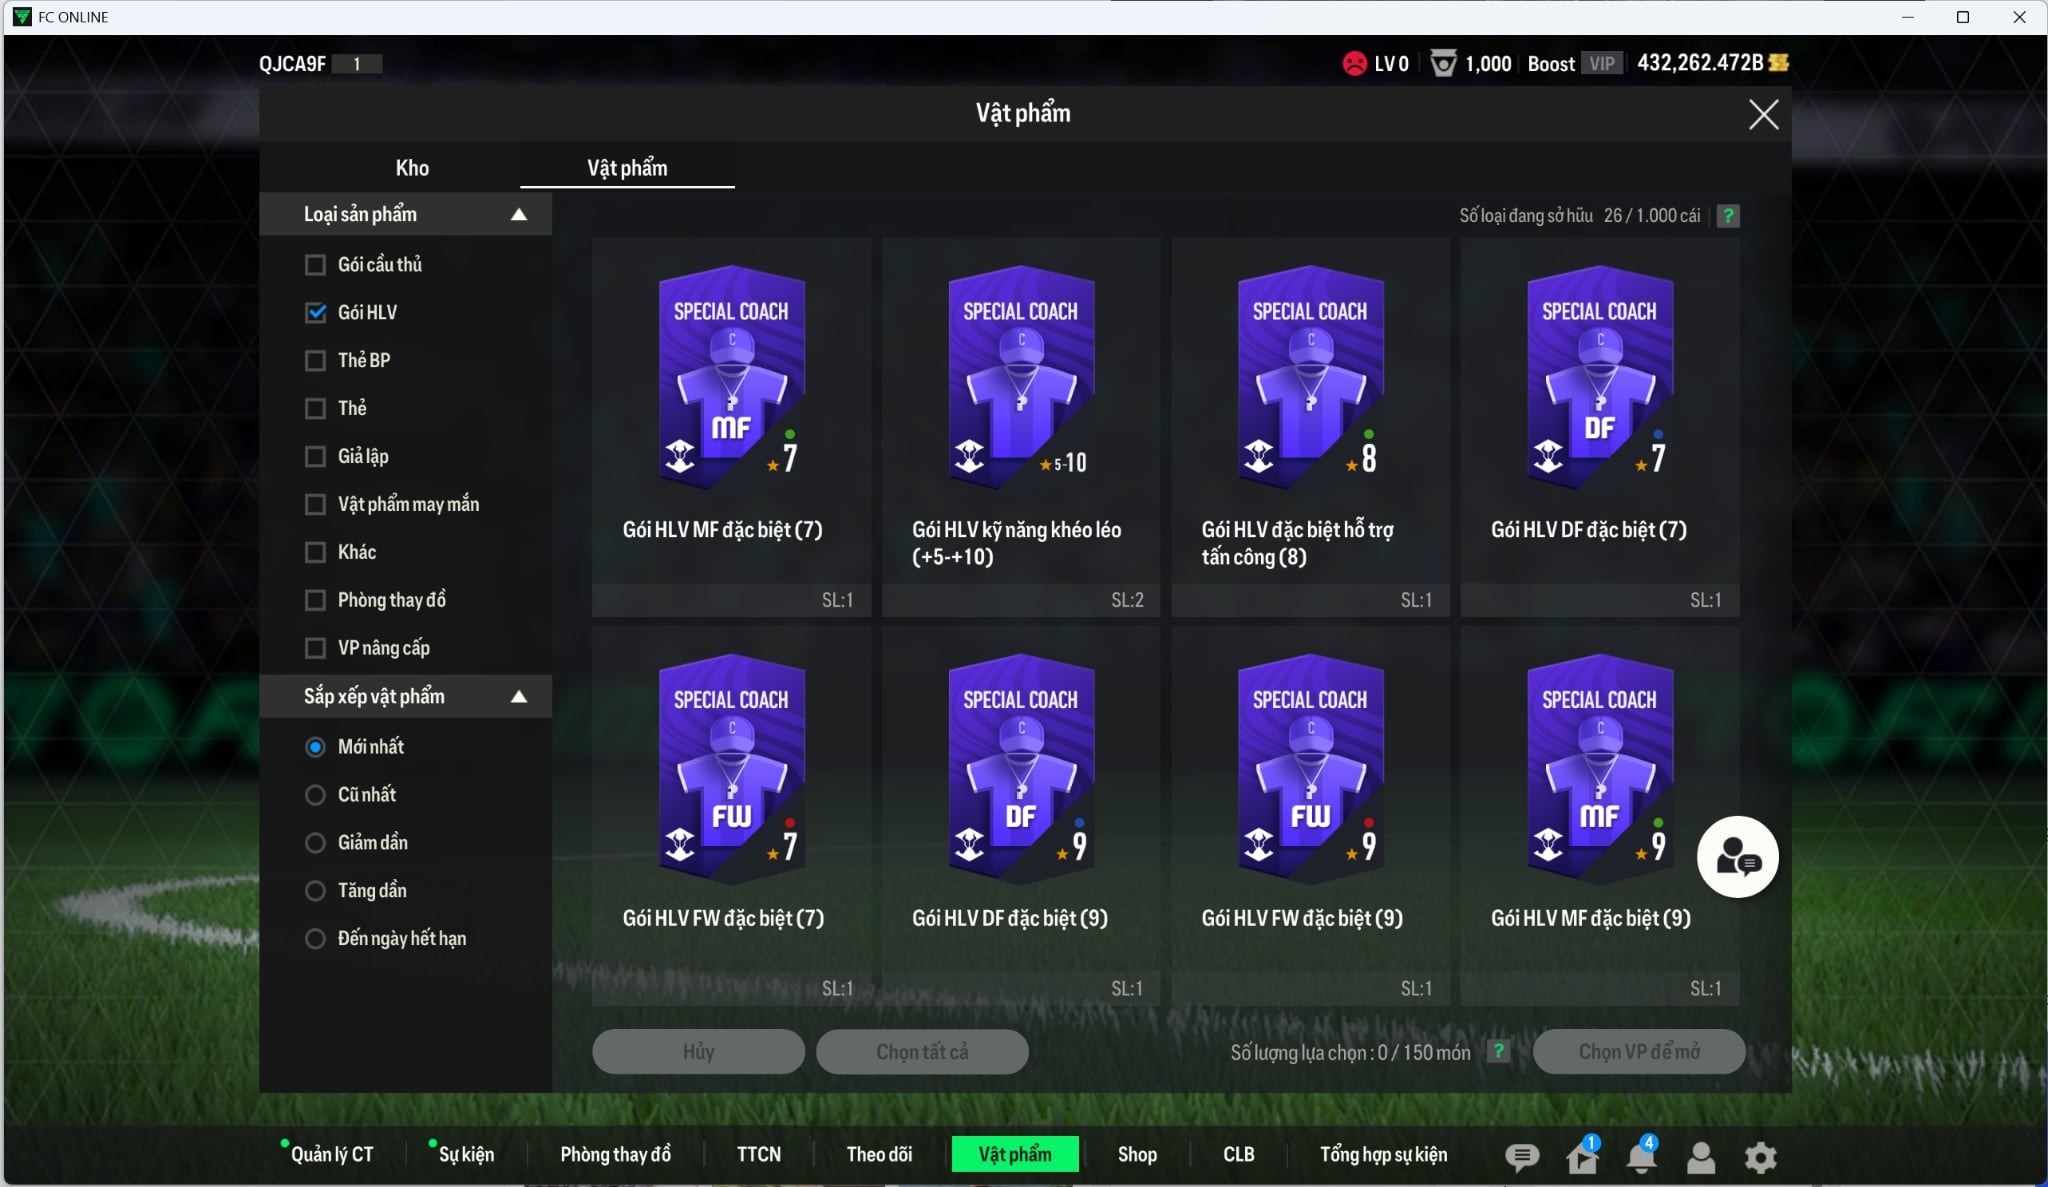 FC ONLINE
QJCA9F 1
LV 0 1,000 Boost VIP 432,262.472B
Vật phẩm
Kho Vật phẩm
Loại sản phẩm
Gói cầu thủ
Gói HLV
Thẻ BP
Thẻ
Giả lập
Vật phẩm may mắn
Khác
Phòng thay đồ
VP nâng cấp
Sắp xếp vật phẩm
Mới nhất
Cũ nhất
Giảm dần
Tăng dần
Đến ngày hết hạn
Số loại đang sở hữu 26 / 1.000 cái ?
SPECIAL COACH
C
MF
7
Gói HLV MF đặc biệt (7)
SL:1
SPECIAL COACH
C
5-10
Gói HLV kỹ năng khéo léo
(+5-+10)
SL:2
SPECIAL COACH
C
8
Gói HLV đặc biệt hỗ trợ
tấn công (8)
SL:1
SPECIAL COACH
C
DF
7
Gói HLV DF đặc biệt (7)
SL:1
SPECIAL COACH
C
FW
7
Gói HLV FW đặc biệt (7)
SL:1
SPECIAL COACH
C
DF
9
Gói HLV DF đặc biệt (9)
SL:1
SPECIAL COACH
C
FW
9
Gói HLV FW đặc biệt (9)
SL:1
SPECIAL COACH
C
MF
9
Gói HLV MF đặc biệt (9)
SL:1
Hủy Chọn tất cả Số lượng lựa chọn : 0 / 150 món ? Chọn VP để mở
Quản lý CT Sự kiện Phòng thay đồ TTCN Theo dõi Vật phẩm Shop CLB Tổng hợp sự kiện 1 4